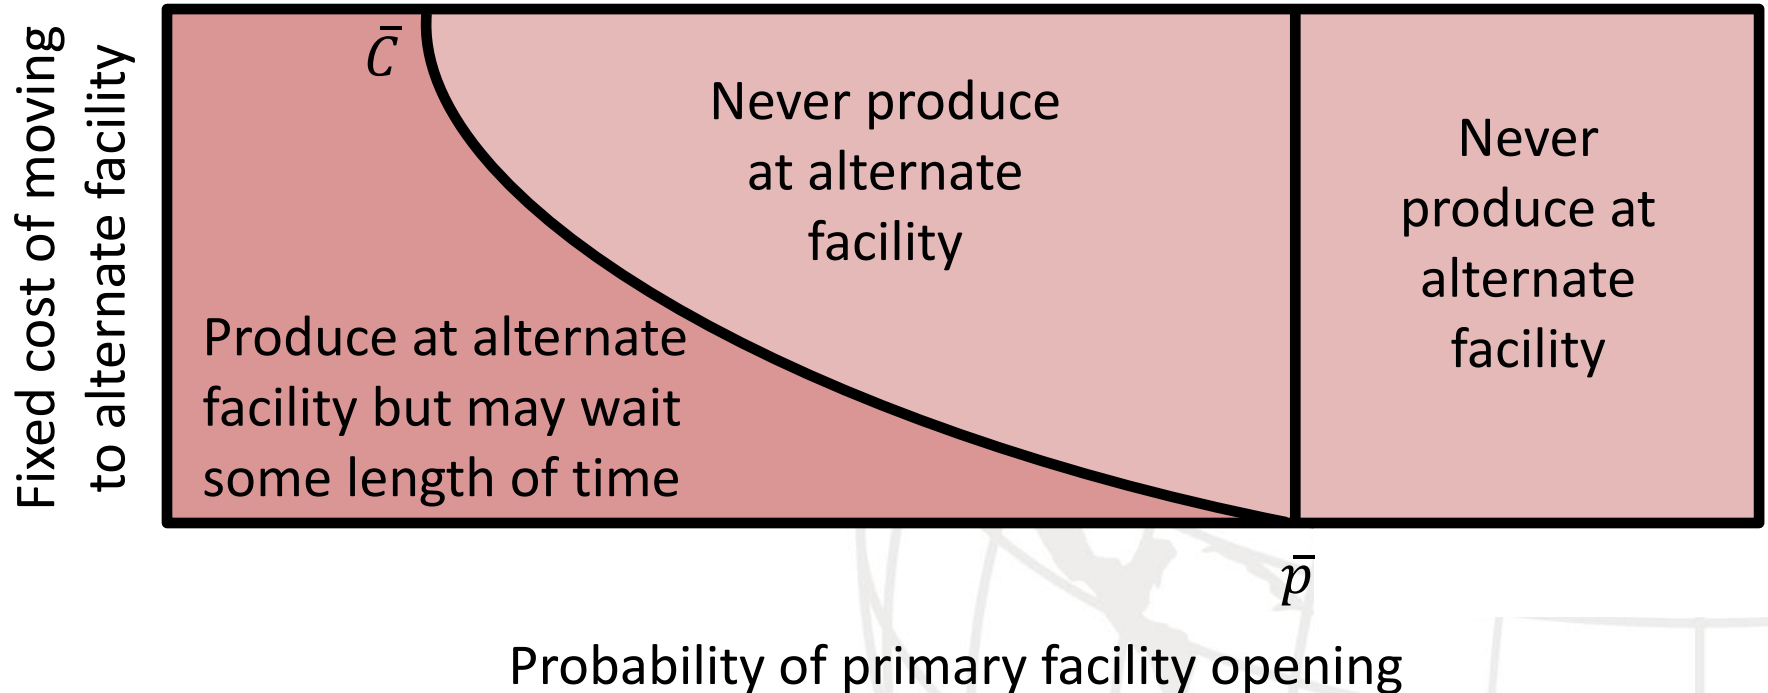 Fixed cost of moving
to alternate facility
C̄
Never produce
at alternate
facility
Never
produce at
alternate
facility
Produce at alternate
facility but may wait
some length of time
p̄
Probability of primary facility opening